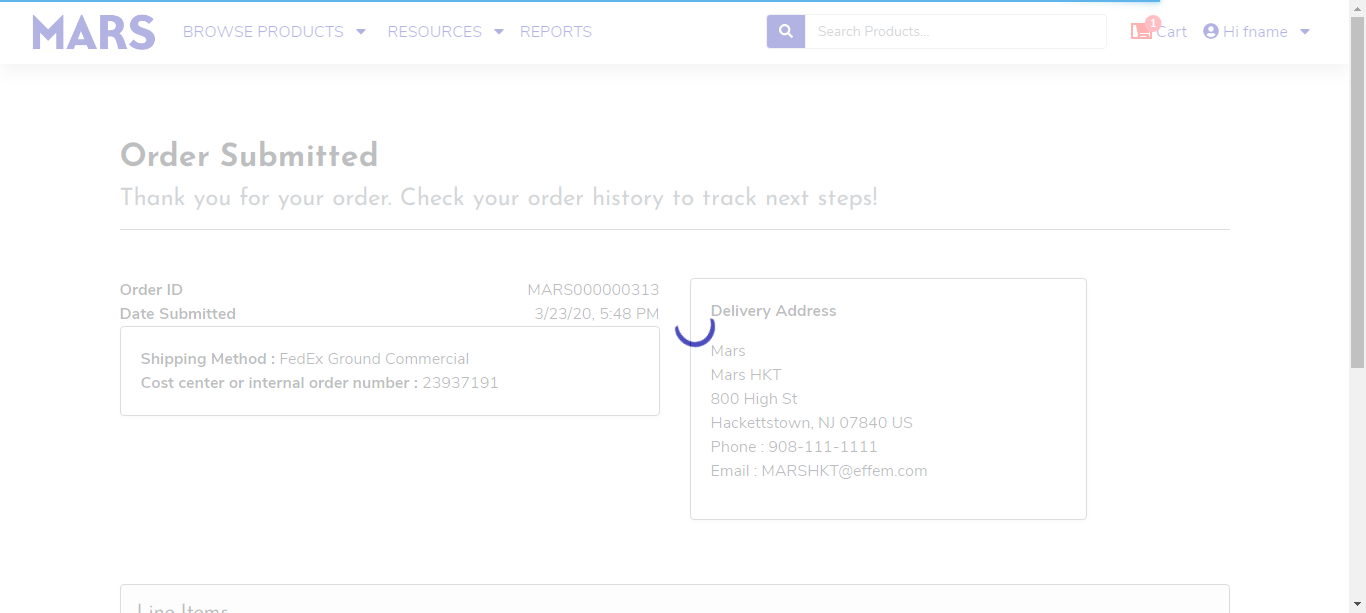 MARS
BROWSE PRODUCTS
RESOURCES
REPORTS
Search Products...
1
Cart
Hi fname
Order Submitted
Thank you for your order. Check your order history to track next steps!
Order ID MARS000000313
Date Submitted 3/23/20, 5:48 PM
Shipping Method : FedEx Ground Commercial
Cost center or internal order number : 23937191
Delivery Address
Mars
Mars HKT
800 High St
Hackettstown, NJ 07840 US
Phone : 908-111-1111
Email : MARSHKT@effem.com
Line Items